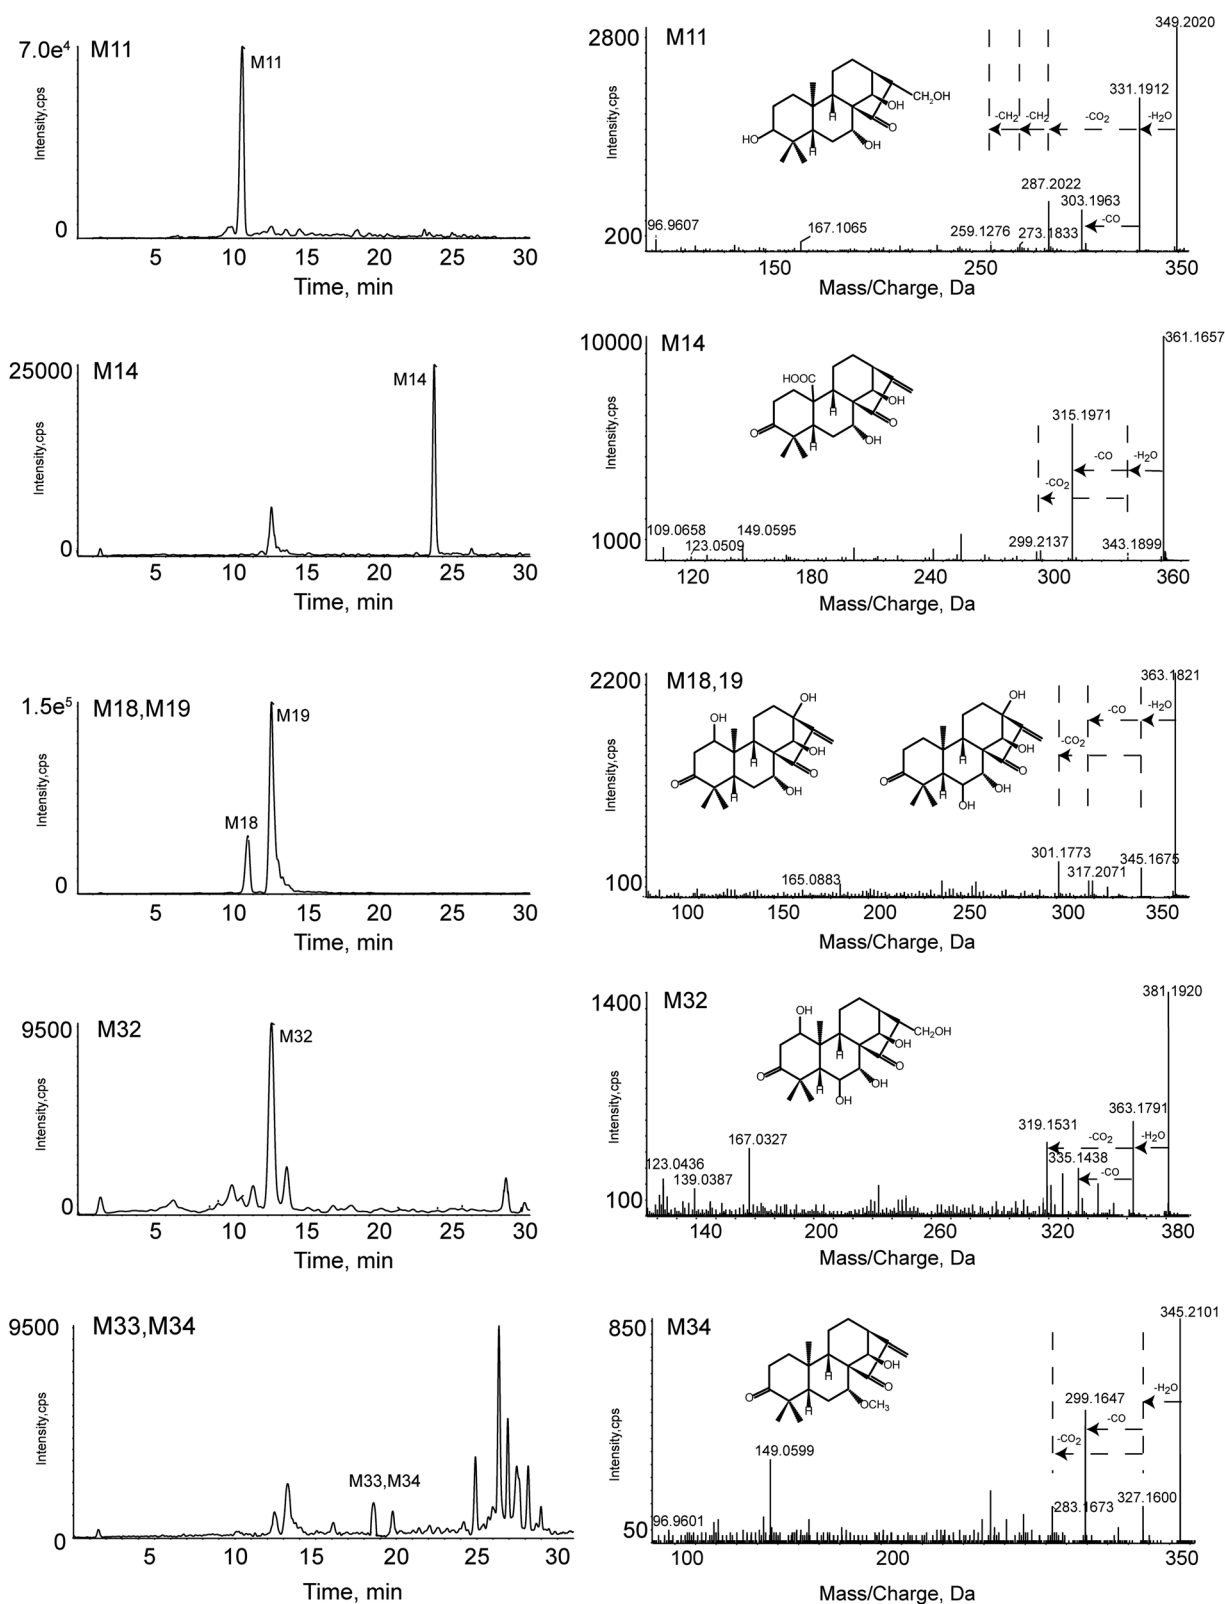 M11
7.0e4
M11
Intensity,cps
0
5 10 15 20 25 30
Time, min
M11
2800
349.2020
331.1912
CH2OH
OH
O
H
HO
H
OH
-CH2 -CH2 -CO2 -H2O
Intensity,cps
287.2022
303.1963
-CO
96.9607
167.1065
259.1276 273.1833
200
150 250 350
Mass/Charge, Da
M14
25000
M14
Intensity,cps
0
5 10 15 20 25 30
Time, min
M14
10000
361.1657
HOOC
OH
O
H
O
H
OH
Intensity,cps
315.1971
-CO -H2O
-CO2
109.0658
123.0509
149.0595
299.2137
343.1899
1000
120 180 240 300 360
Mass/Charge, Da
M18,M19
1.5e5
M19
M18
Intensity,cps
0
5 10 15 20 25 30
Time, min
M18,19
2200
363.1821
OH
OH
OH
O
H
O
H
OH
OH
OH
O
H
O
H
OH
OH
-CO -H2O
-CO2
Intensity,cps
301.1773
317.2071
345.1675
165.0883
100
100 150 200 250 300 350
Mass/Charge, Da
M32
9500
M32
Intensity,cps
0
5 10 15 20 25 30
Time, min
M32
1400
381.1920
OH
CH2OH
OH
O
H
O
H
OH
OH
Intensity,cps
363.1791
319.1531
-CO2 -H2O
335.1438
-CO
167.0327
123.0436
139.0387
100
140 200 260 320 380
Mass/Charge, Da
M33,M34
9500
M33,M34
Intensity,cps
0
5 10 15 20 25 30
Time, min
M34
850
345.2101
OH
O
H
O
H
OCH3
Intensity,cps
299.1647
-H2O
-CO
-CO2
149.0599
283.1673
327.1600
96.9601
50
100 200 350
Mass/Charge, Da